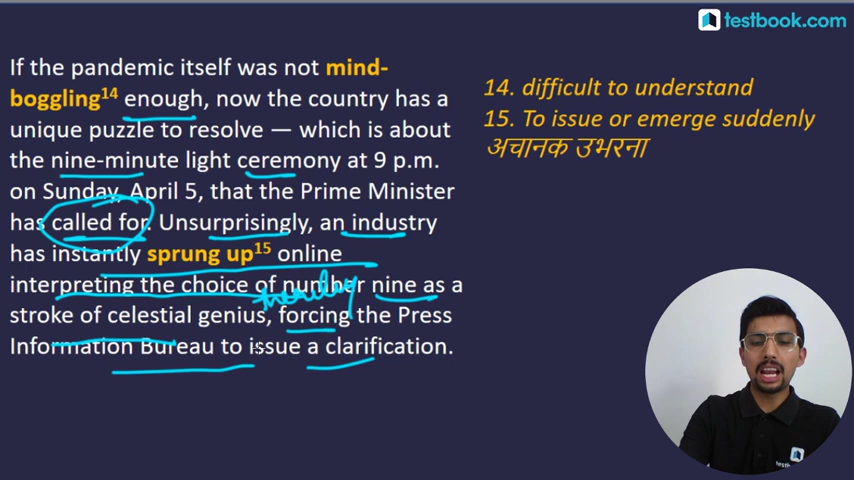 testbook.com
If the pandemic itself was not mind-
boggling14 enough, now the country has a
unique puzzle to resolve — which is about
the nine-minute light ceremony at 9 p.m.
on Sunday, April 5, that the Prime Minister
has called for. Unsurprisingly, an industry
has instantly sprung up15 online
interpreting the choice of number nine as a
stroke of celestial genius, forcing the Press
Information Bureau to issue a clarification.
14. difficult to understand
15. To issue or emerge suddenly
अचानक उभरना